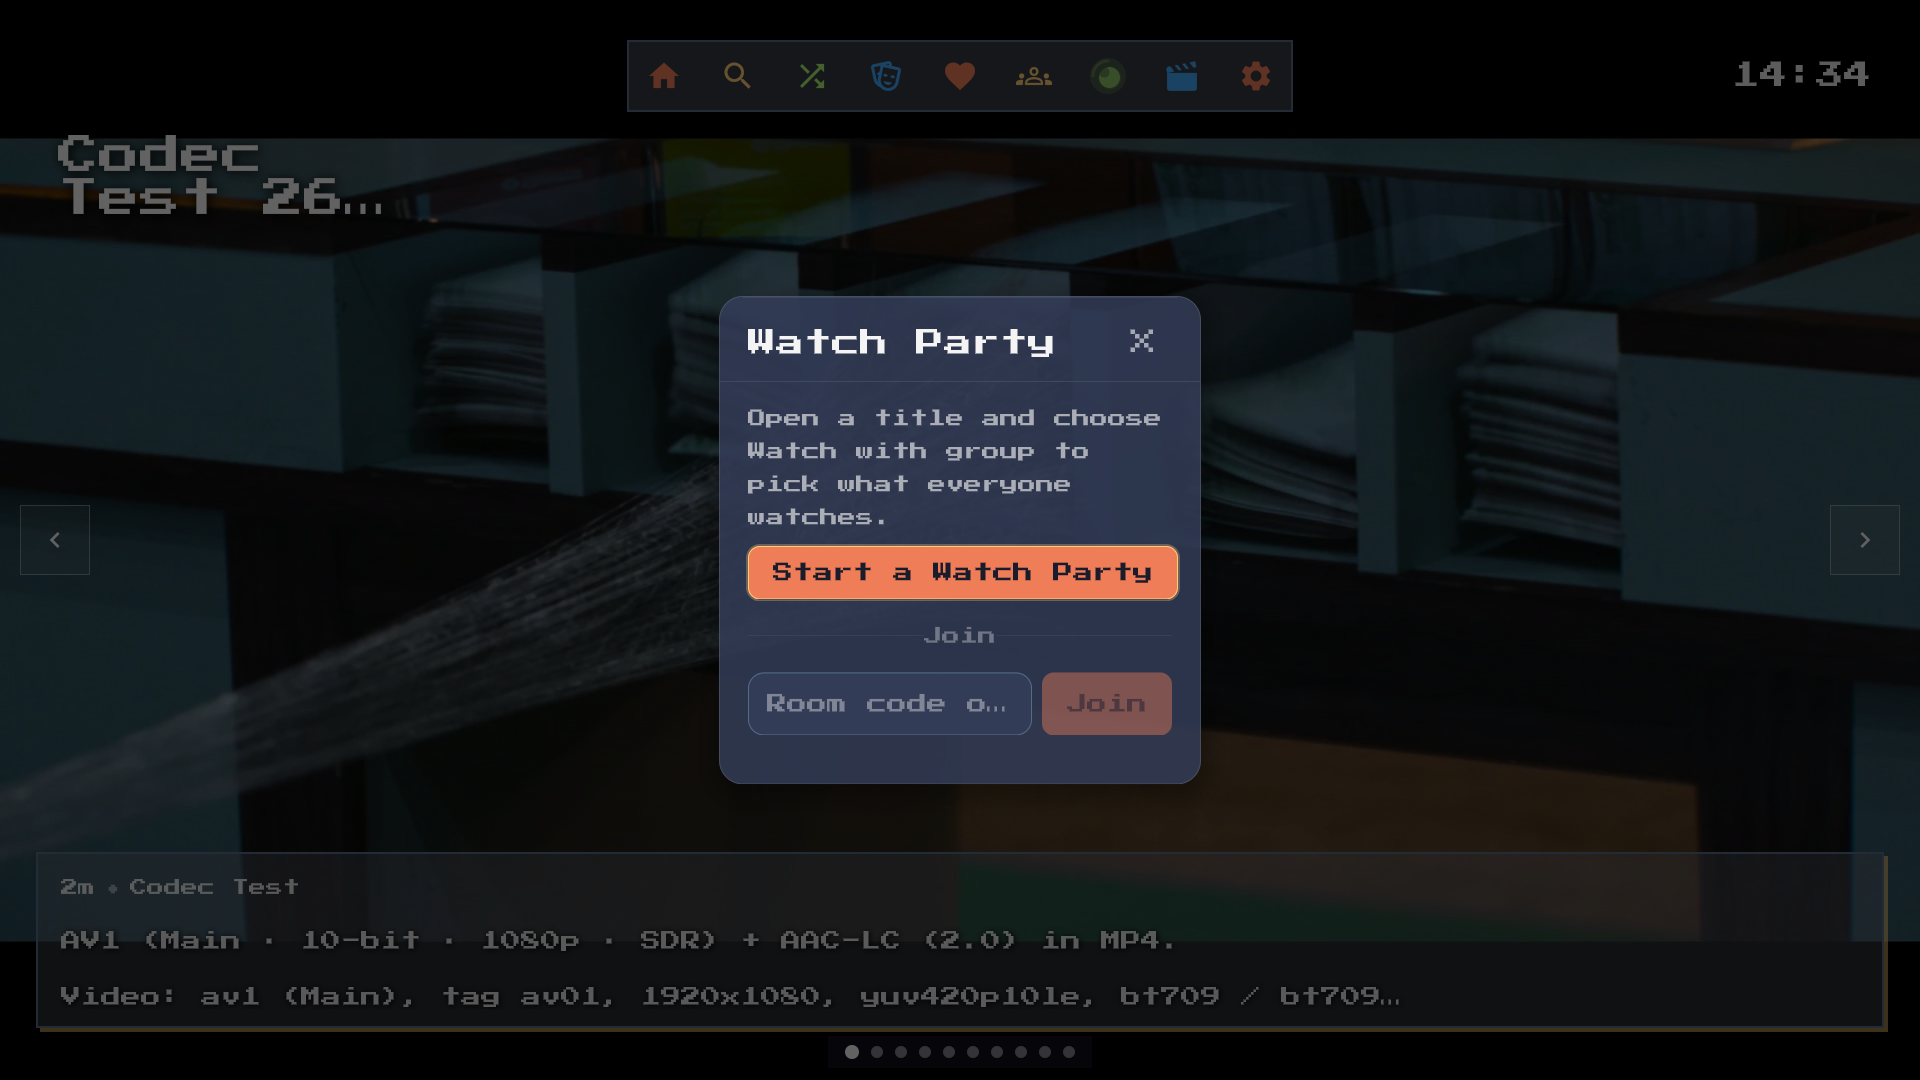 14:34
Codec
Test 26…
Watch Party
Open a title and choose
Watch with group to
pick what everyone
watches.
Start a Watch Party
Join
Room code o… Join
2m • Codec Test
AV1 (Main · 10-bit · 1080p · SDR) + AAC-LC (2.0) in MP4.
Video: av1 (Main), tag av01, 1920x1080, yuv420p10le, bt709 / bt709…